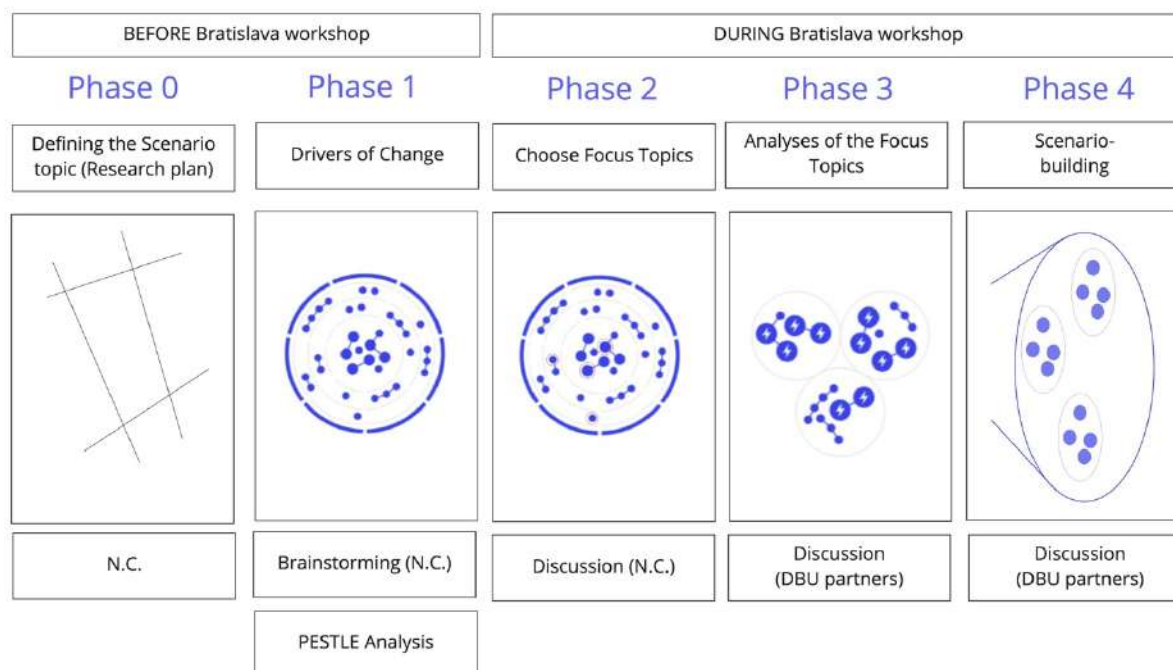 BEFORE Bratislava workshop
DURING Bratislava workshop
Phase 0
Phase 1
Phase 2
Phase 3
Phase 4
Defining the Scenario
topic (Research plan)
Drivers of Change
Choose Focus Topics
Analyses of the Focus
Topics
Scenario-
building
N.C.
Brainstorming (N.C.)
Discussion (N.C.)
Discussion
(DBU partners)
Discussion
(DBU partners)
PESTLE Analysis